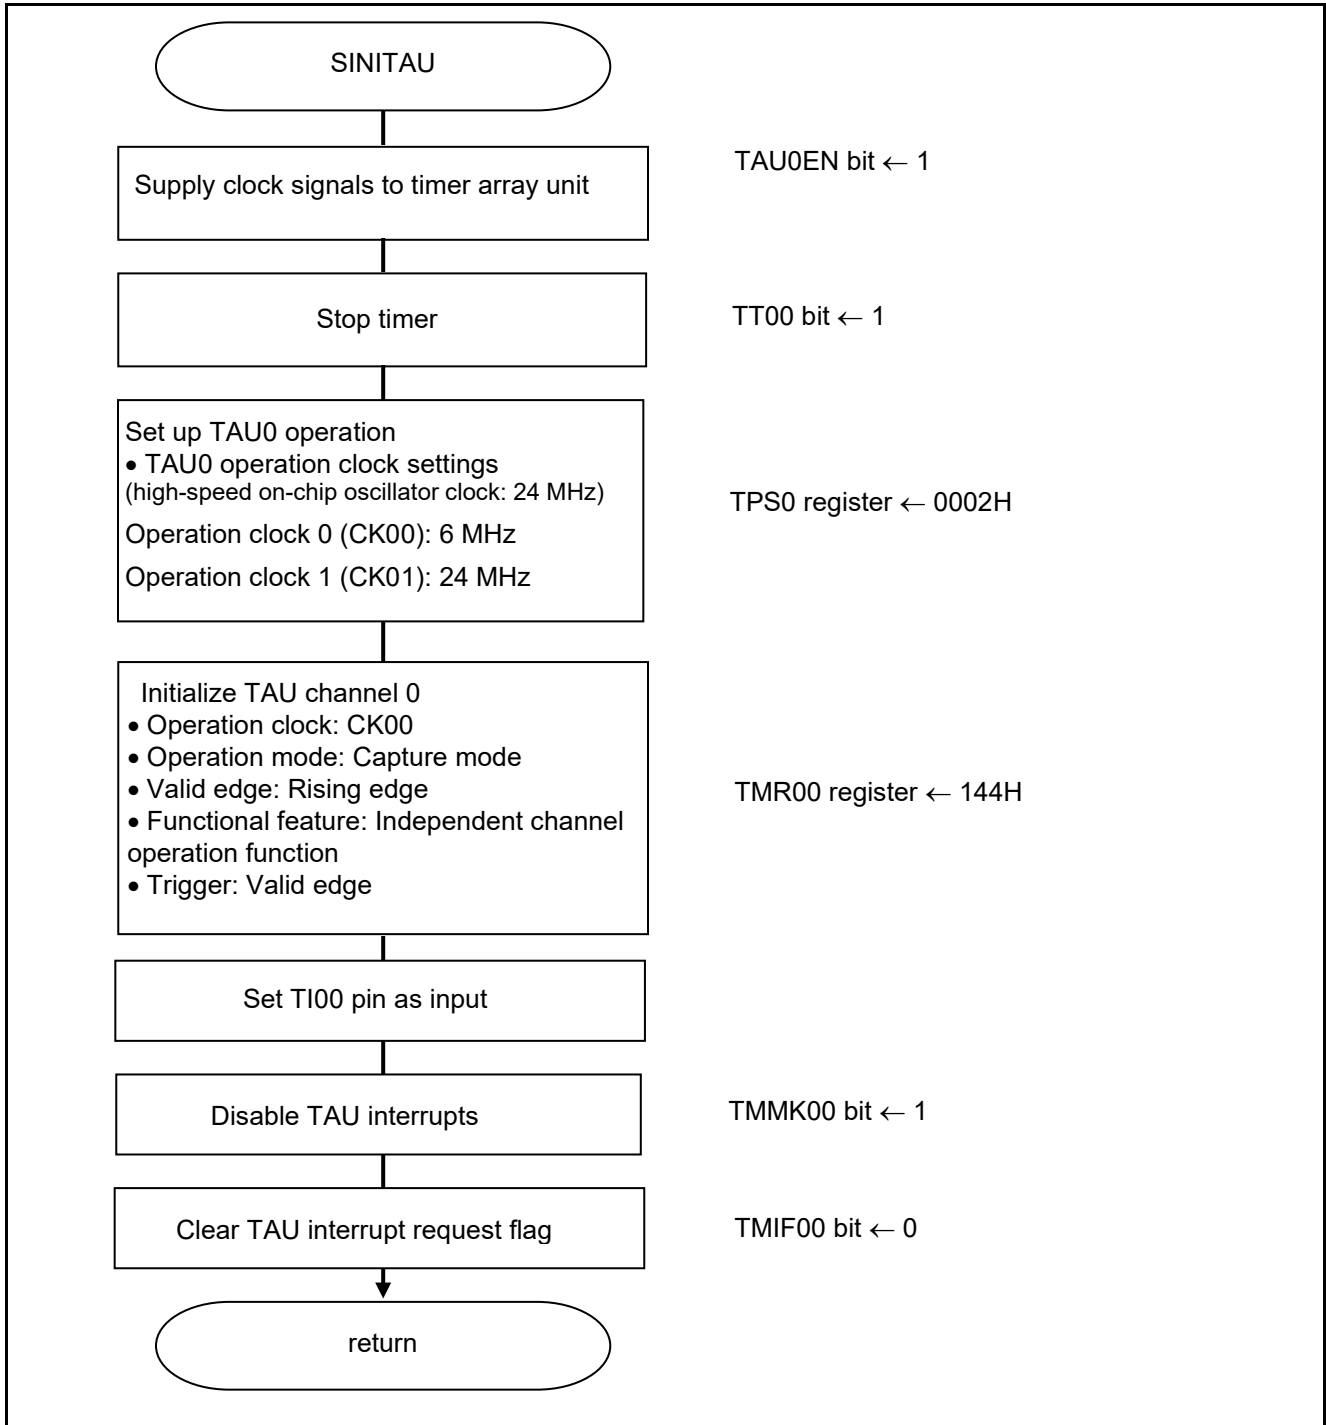 SINITAU
Supply clock signals to timer array unit
TAU0EN bit ← 1
Stop timer
TT00 bit ← 1
Set up TAU0 operation
• TAU0 operation clock settings
(high-speed on-chip oscillator clock: 24 MHz)
Operation clock 0 (CK00): 6 MHz
Operation clock 1 (CK01): 24 MHz
TPS0 register ← 0002H
Initialize TAU channel 0
• Operation clock: CK00
• Operation mode: Capture mode
• Valid edge: Rising edge
• Functional feature: Independent channel
operation function
• Trigger: Valid edge
TMR00 register ← 144H
Set TI00 pin as input
Disable TAU interrupts
TMMK00 bit ← 1
Clear TAU interrupt request flag
TMIF00 bit ← 0
return